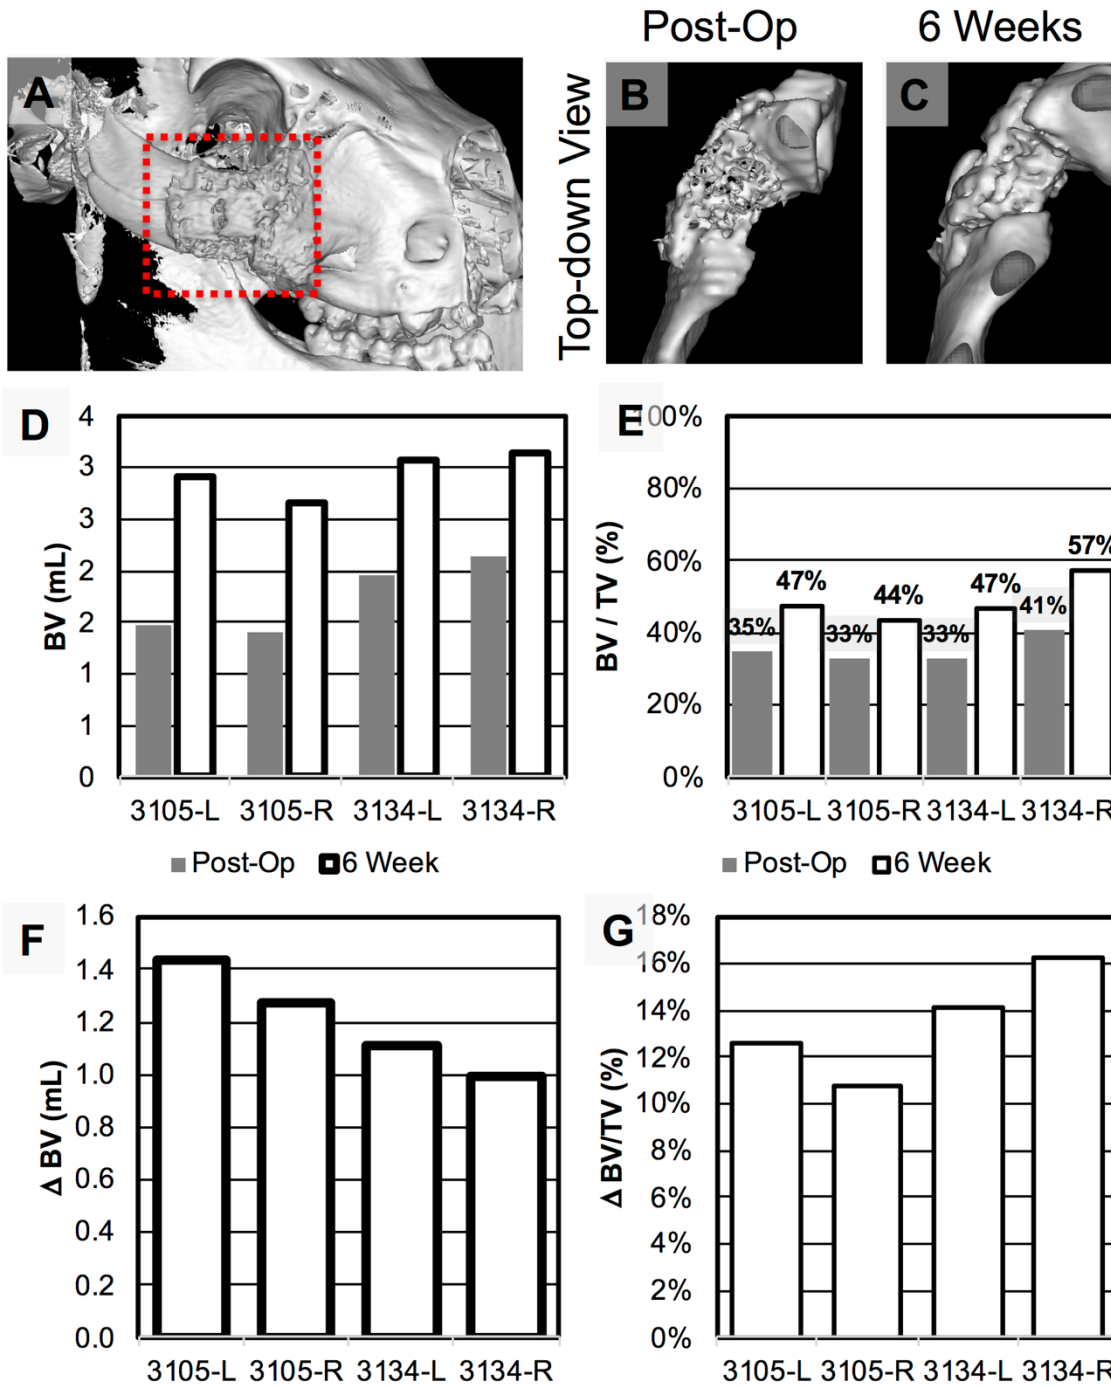 Post-Op
6 Weeks
Top-down View
A
B
C
D
4
3
3
2
2
1
1
0
BV (mL)
3105-L 3105-R 3134-L 3134-R
Post-Op 6 Week
E
100%
80%
60%
40%
20%
0%
BV / TV (%)
35% 47% 33% 44% 33% 47% 41% 57%
3105-L 3105-R 3134-L 3134-R
Post-Op 6 Week
F
1.6
1.4
1.2
1.0
0.8
0.6
0.4
0.2
0.0
Δ BV (mL)
3105-L 3105-R 3134-L 3134-R
G
18%
16%
14%
12%
10%
8%
6%
4%
2%
0%
Δ BV/TV (%)
3105-L 3105-R 3134-L 3134-R